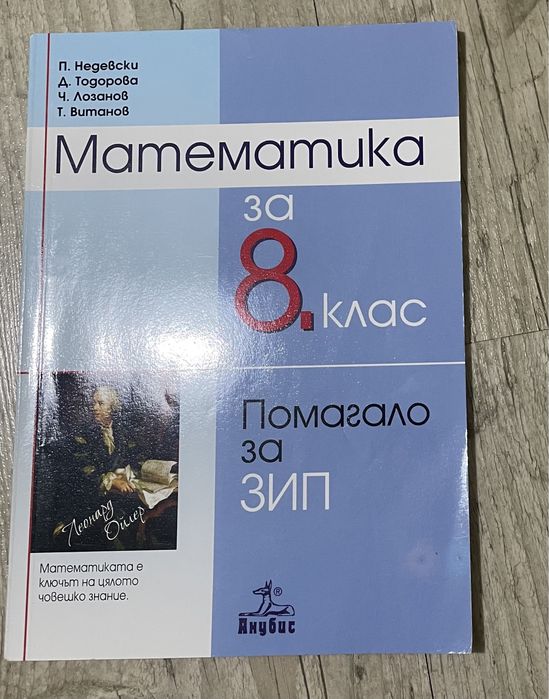 П. Недевски
Д. Тодорова
Ч. Лозанов
Т. Витанов
Математика
за
8. клас
Помагало
за
ЗИП
Леонард
Ойлер
Математиката е
ключът на цялото
човешко знание.
®
Анубис